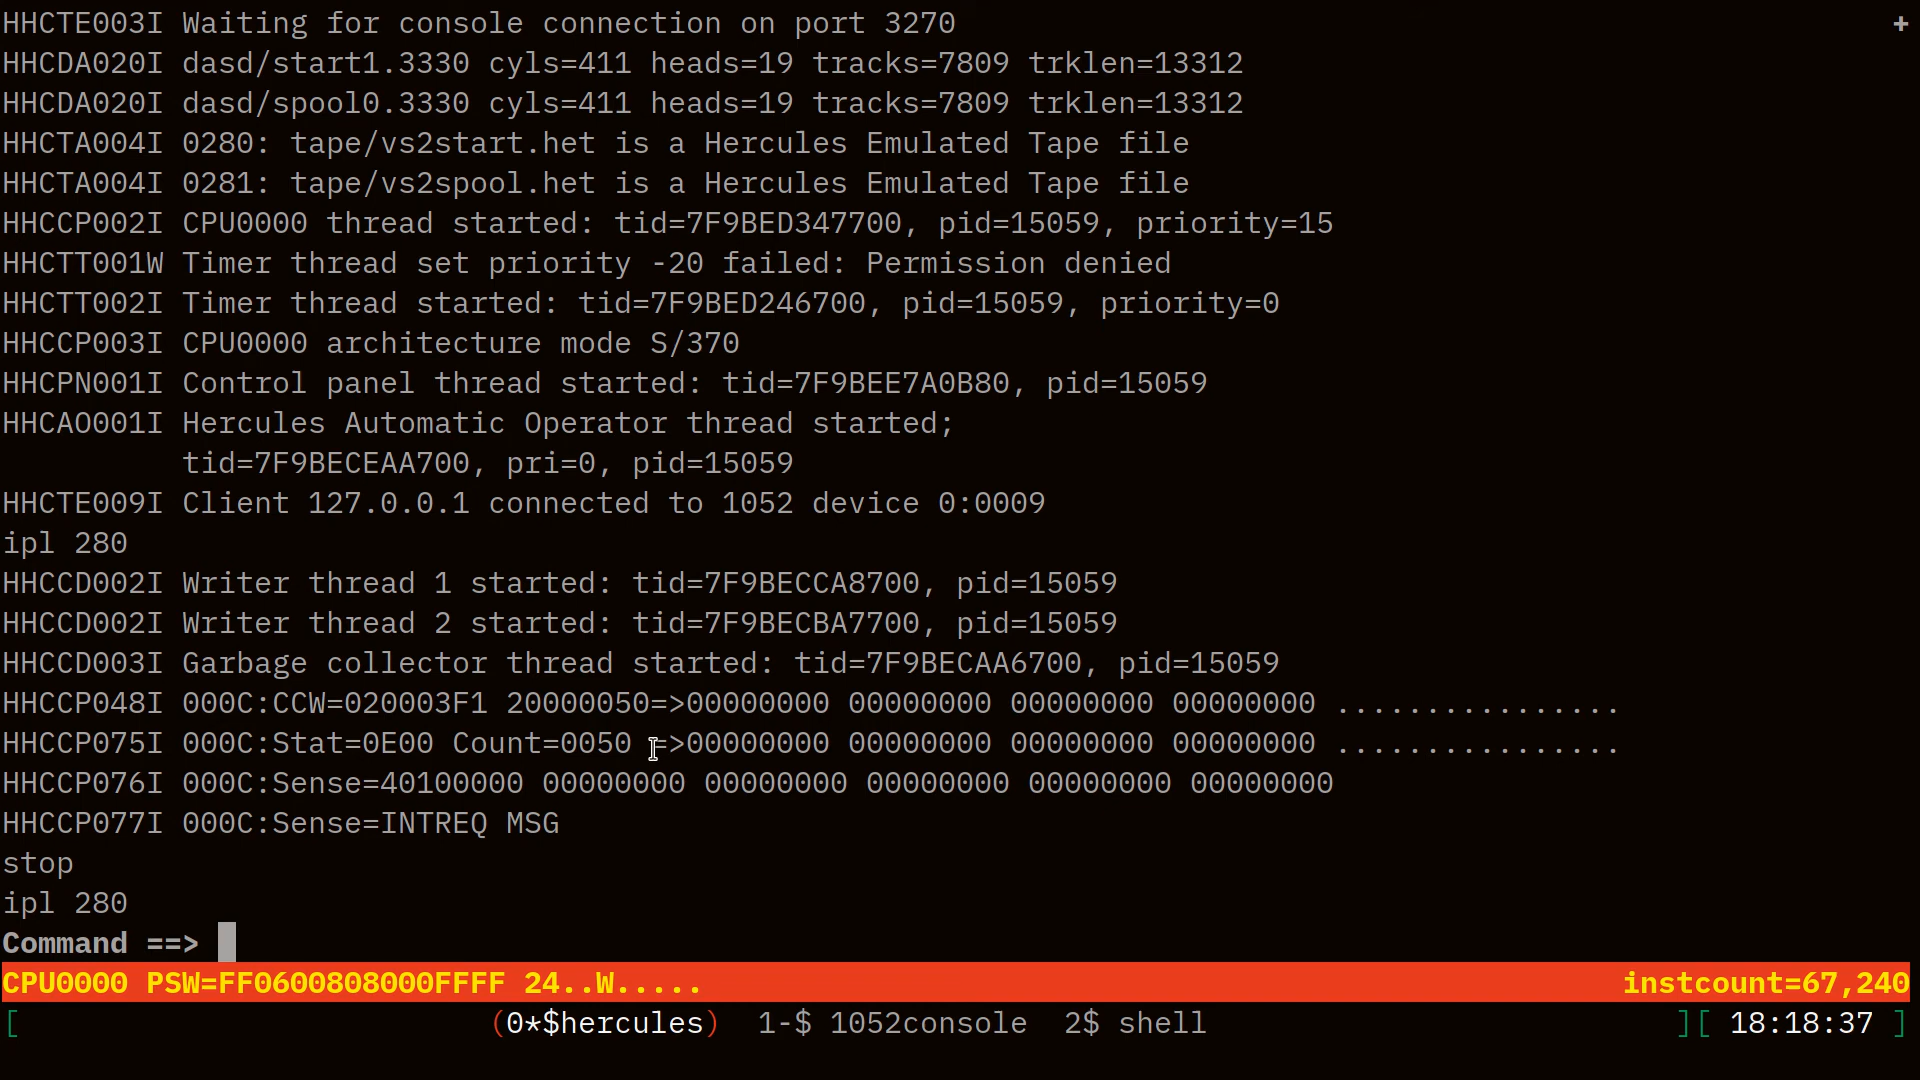 HHCTE003I Waiting for console connection on port 3270 +
HHCDA020I dasd/start1.3330 cyls=411 heads=19 tracks=7809 trklen=13312
HHCDA020I dasd/spool0.3330 cyls=411 heads=19 tracks=7809 trklen=13312
HHCTA004I 0280: tape/vs2start.het is a Hercules Emulated Tape file
HHCTA004I 0281: tape/vs2spool.het is a Hercules Emulated Tape file
HHCCP002I CPU0000 thread started: tid=7F9BED347700, pid=15059, priority=15
HHCTT001W Timer thread set priority -20 failed: Permission denied
HHCTT002I Timer thread started: tid=7F9BED246700, pid=15059, priority=0
HHCCP003I CPU0000 architecture mode S/370
HHCPN001I Control panel thread started: tid=7F9BEE7A0B80, pid=15059
HHCAO001I Hercules Automatic Operator thread started;
tid=7F9BECEAA700, pri=0, pid=15059
HHCTE009I Client 127.0.0.1 connected to 1052 device 0:0009
ipl 280
HHCCD002I Writer thread 1 started: tid=7F9BECCA8700, pid=15059
HHCCD002I Writer thread 2 started: tid=7F9BECBA7700, pid=15059
HHCCD003I Garbage collector thread started: tid=7F9BECAA6700, pid=15059
HHCCP048I 000C:CCW=020003F1 20000050=>00000000 00000000 00000000 00000000 ................
HHCCP075I 000C:Stat=0E00 Count=0050 =>00000000 00000000 00000000 00000000 ................
HHCCP076I 000C:Sense=40100000 00000000 00000000 00000000 00000000 00000000
HHCCP077I 000C:Sense=INTREQ MSG
stop
ipl 280
Command ==>
CPU0000 PSW=FF0600808000FFFF 24..W..... instcount=67,240
[ (0*$hercules) 1-$ 1052console 2$ shell ][ 18:18:37 ]